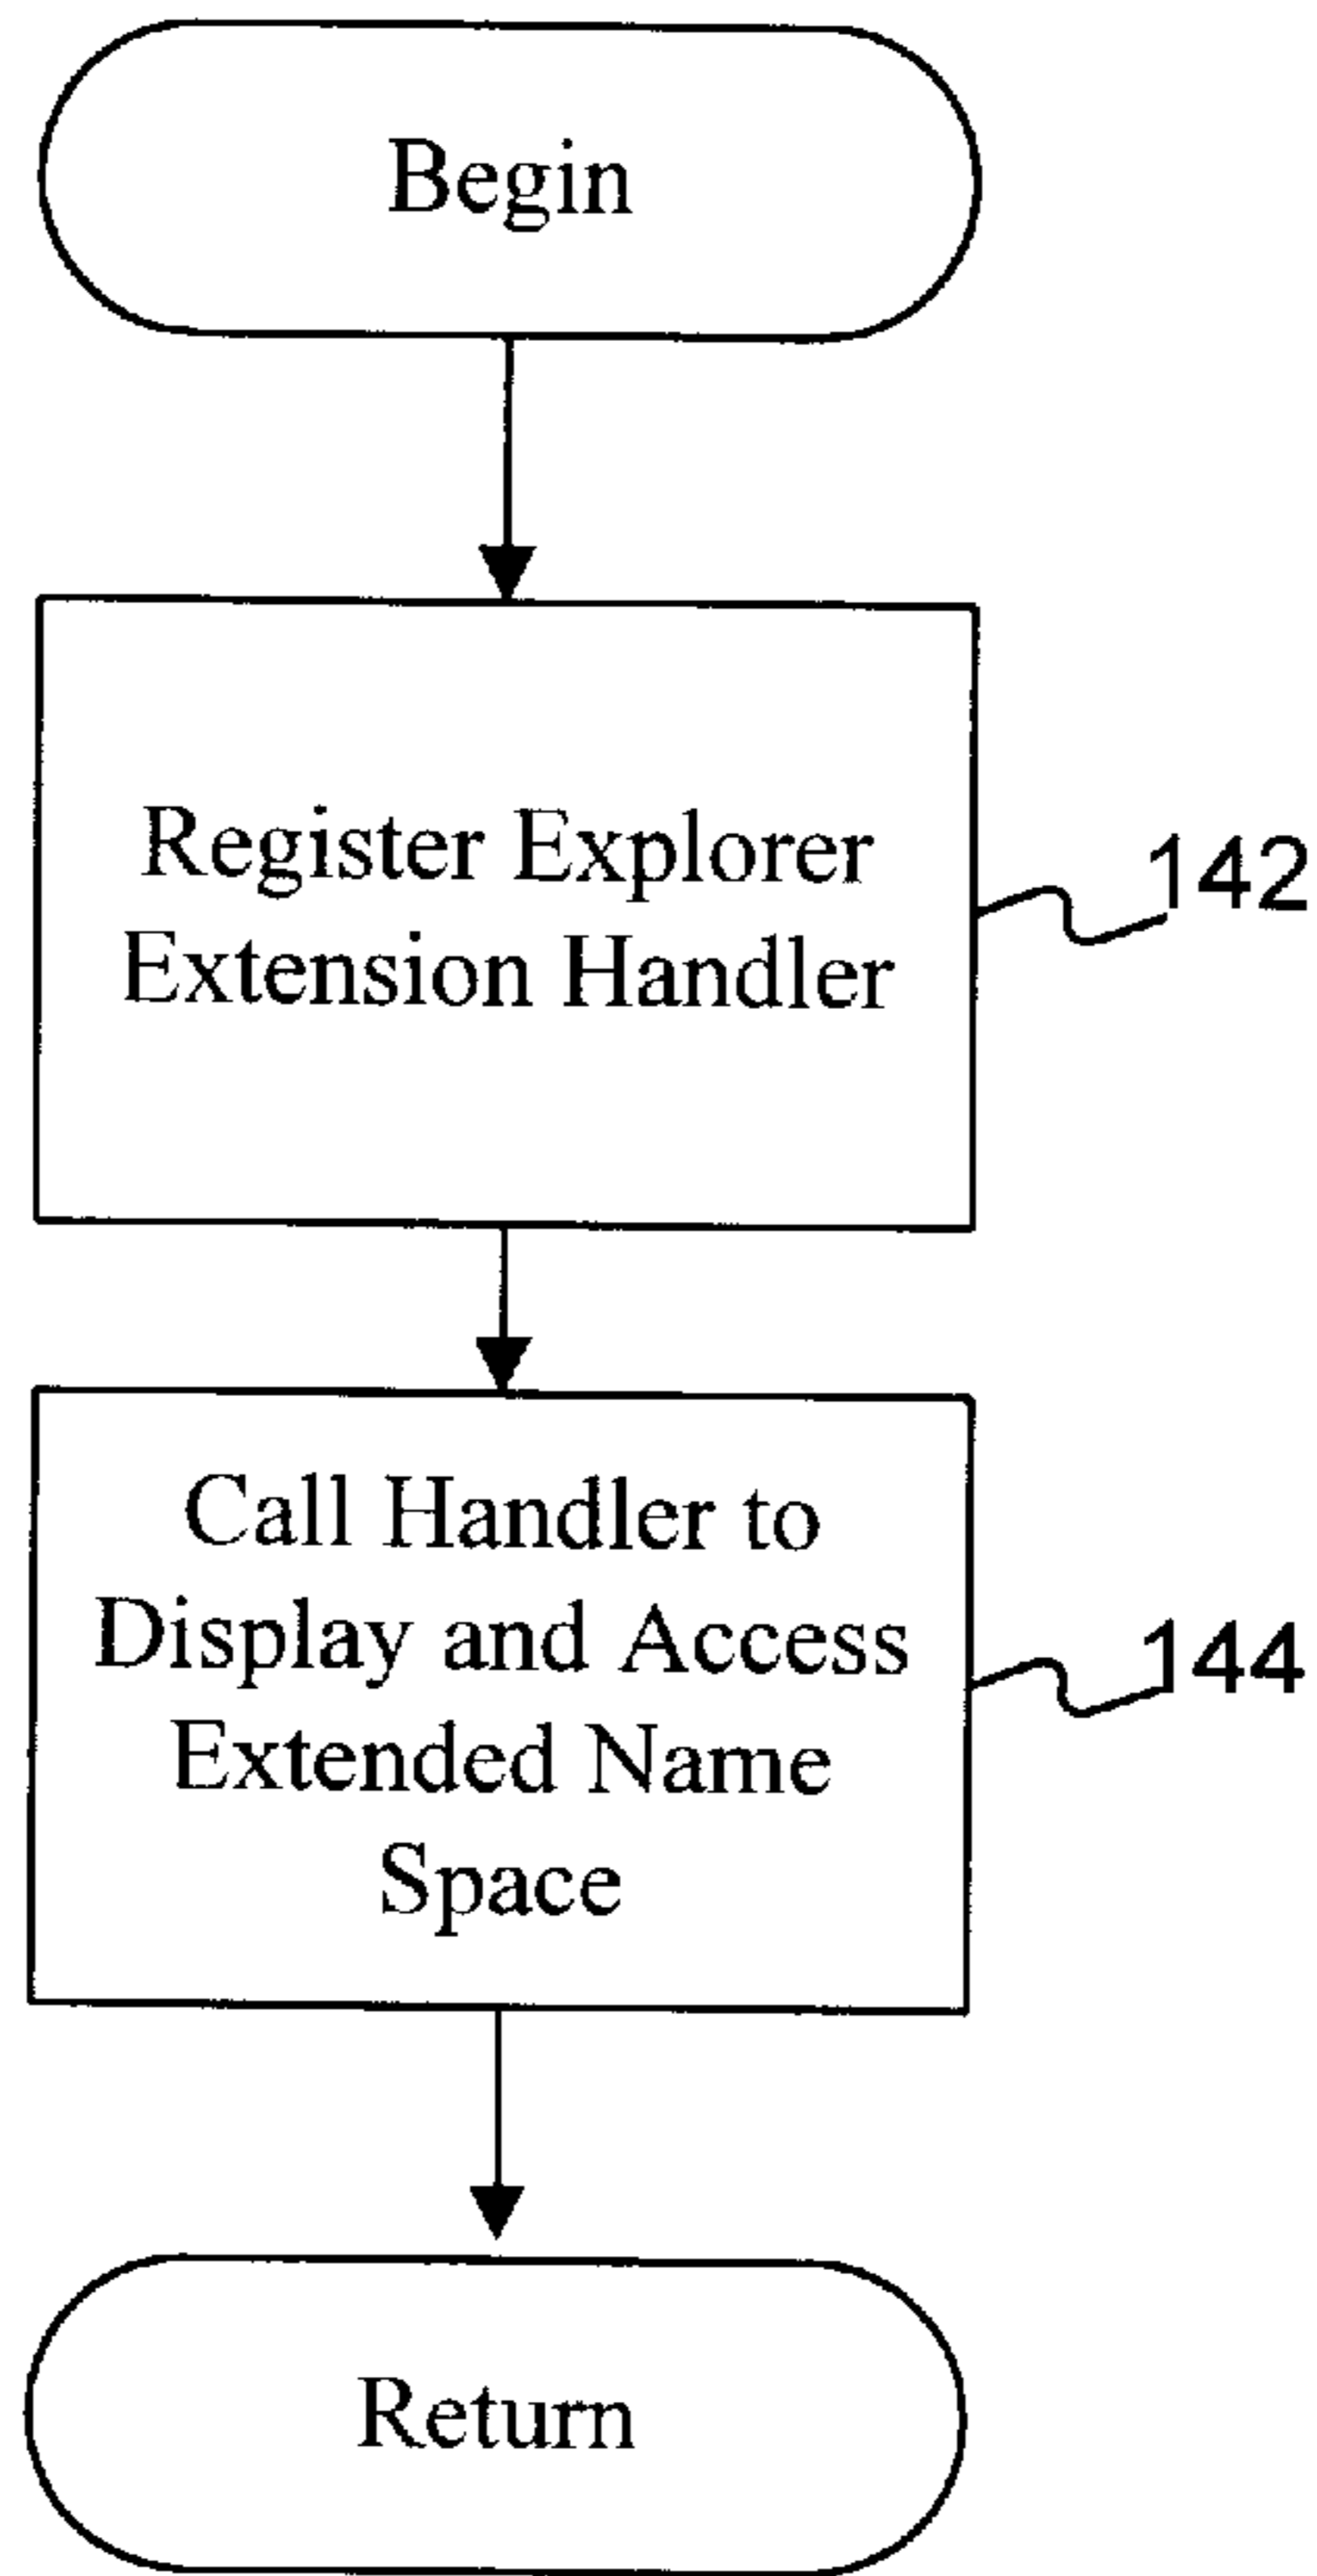 Begin
Register Explorer
Extension Handler
142
Call Handler to
Display and Access
Extended Name
Space
144
Return